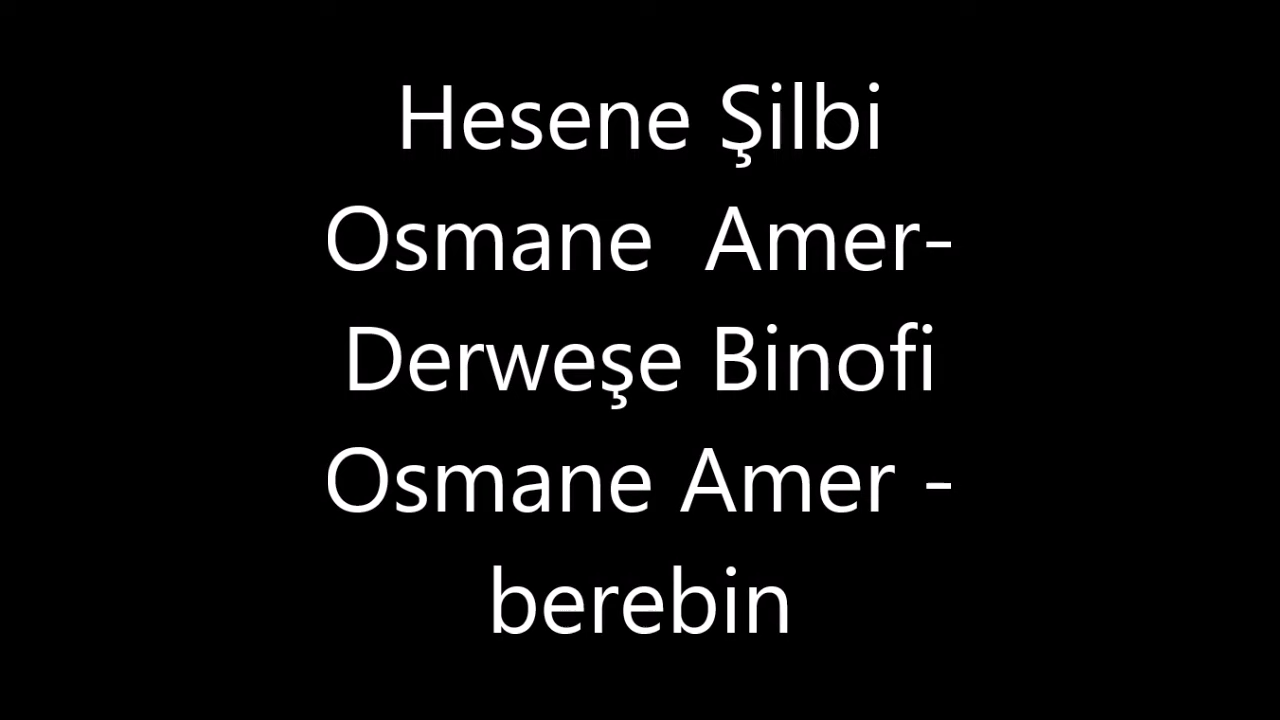 Hesene Şilbi
Osmane  Amer-
Derweşe Binofi
Osmane Amer -
berebin